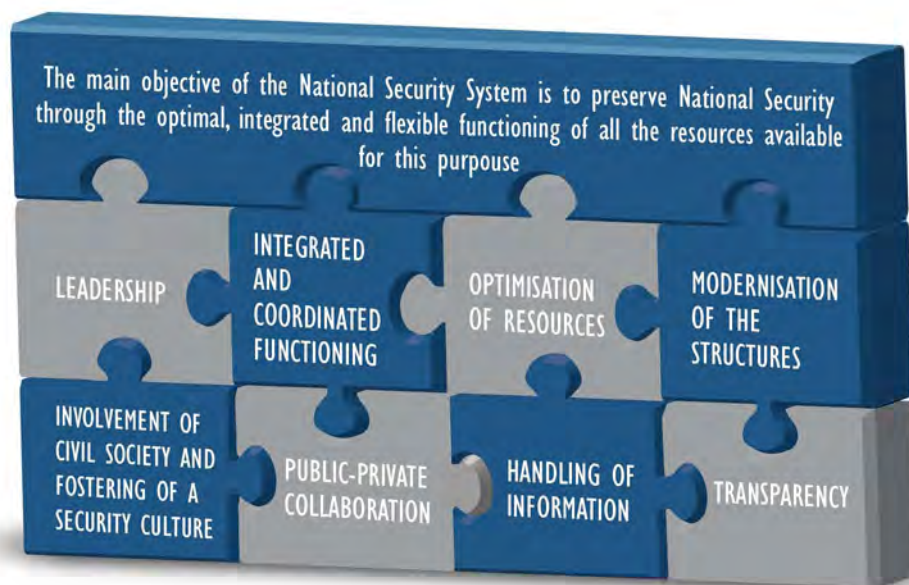 The main objective of the National Security System is to preserve National Security
through the optimal, integrated and flexible functioning of all the resources available
for this purpouse
LEADERSHIP
INTEGRATED
AND
COORDINATED
FUNCTIONING
OPTIMISATION
OF RESOURCES
MODERNISATION
OF THE
STRUCTURES
INVOLVEMENT OF
CIVIL SOCIETY AND
FOSTERING OF A
SECURITY CULTURE
PUBLIC-PRIVATE
COLLABORATION
HANDLING OF
INFORMATION
TRANSPARENCY